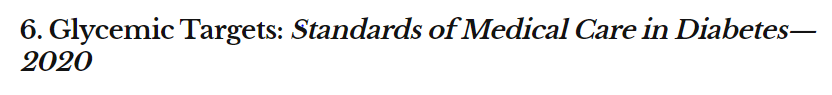 6. Glycemic Targets: Standards of Medical Care in Diabetes—
2020